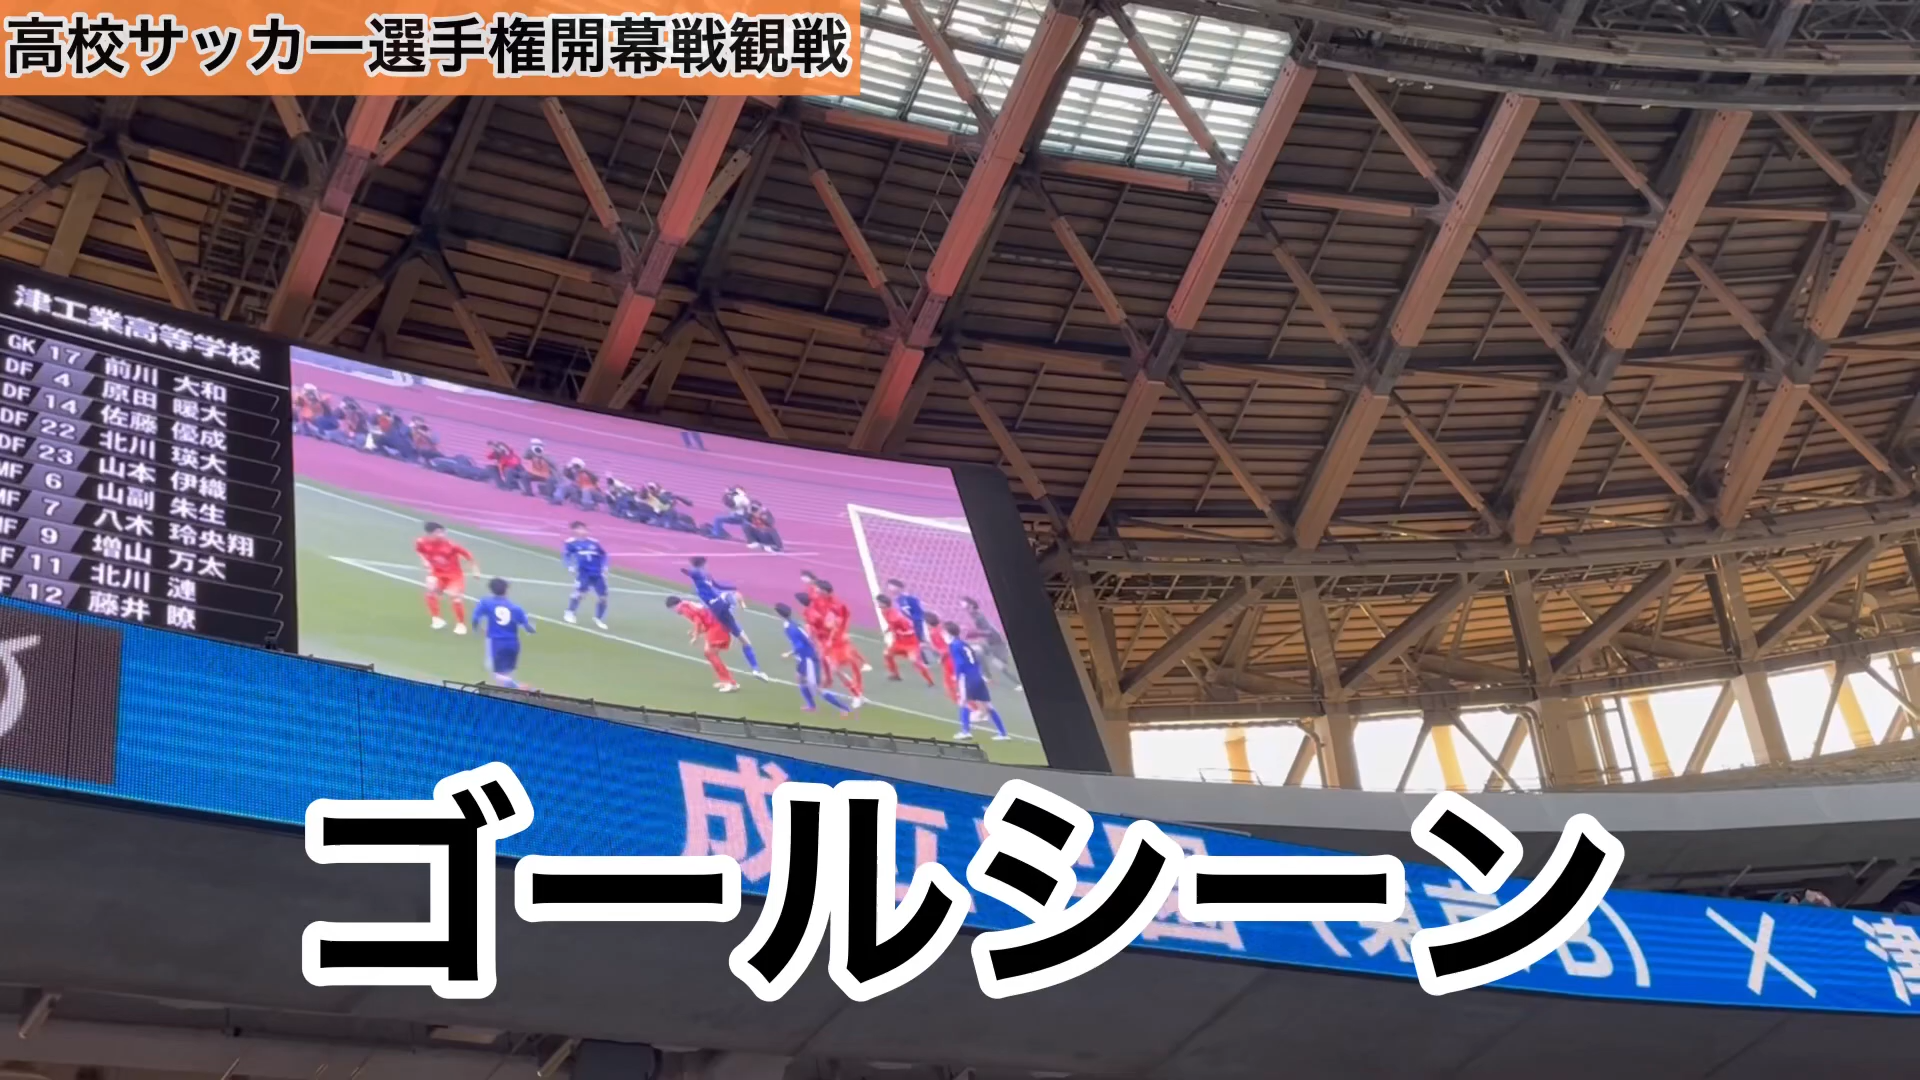 高校サッカー選手権開幕戦観戦
津工業高等学校
GK 17 前川 大和
DF 4 原田 暖大
DF 14 佐藤 優成
DF 22 北川 瑛大
DF 23 山本 伊織
MF 6 山副 朱生
MF 7 八木 玲央翔
9 増山 万太
11 北川 漣
12 藤井 瞭
9
ゴールシーン